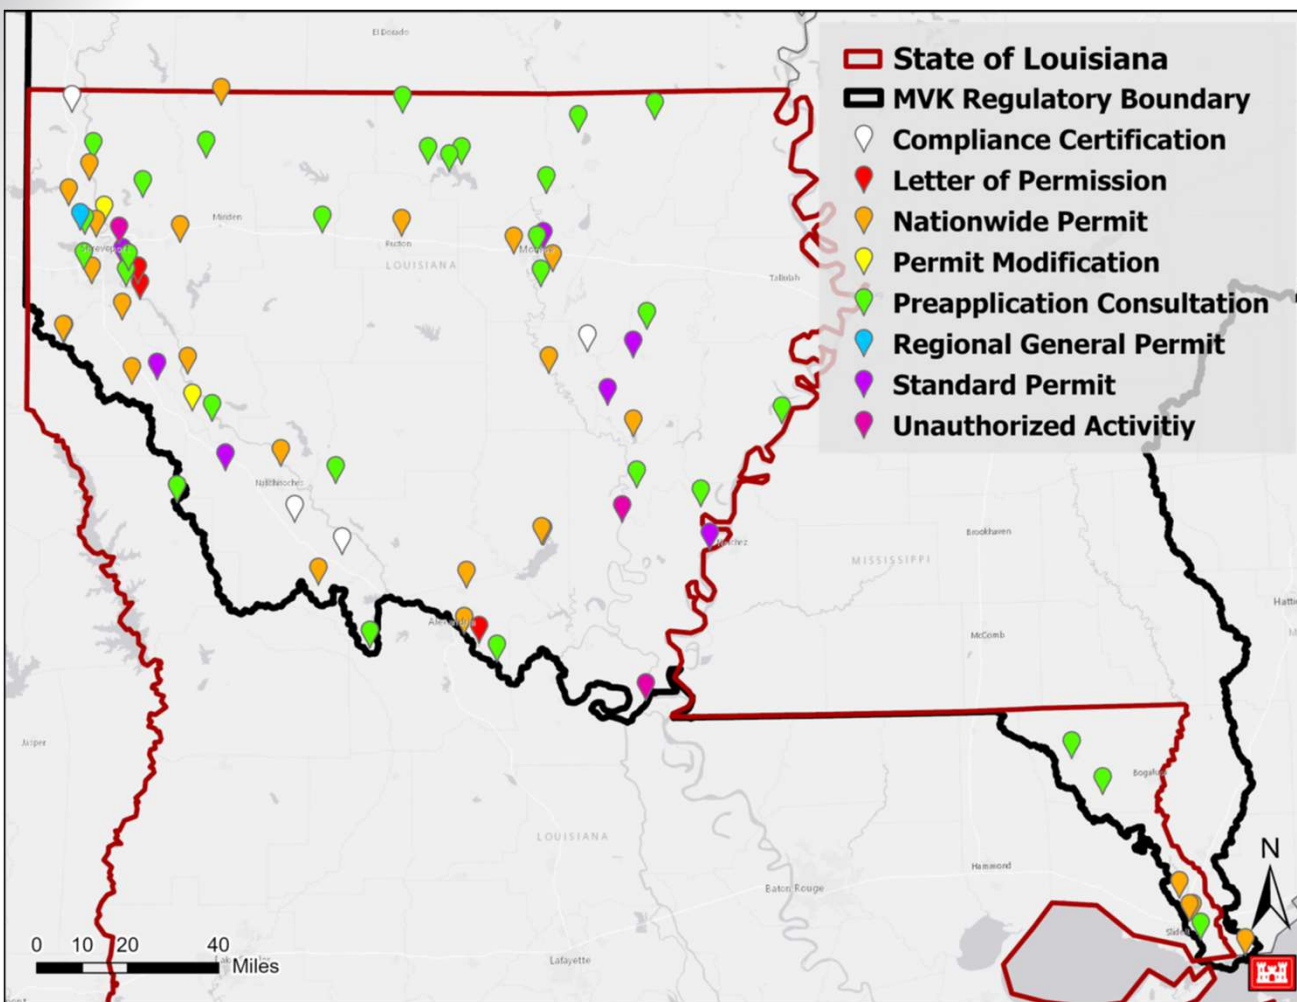 El Dorado
State of Louisiana
MVK Regulatory Boundary
Compliance Certification
Letter of Permission
Nationwide Permit
Permit Modification
Preapplication Consultation
Regional General Permit
Standard Permit
Unauthorized Activitiy
Minden
Ruston
LOUISIANA
Tallulah
Natchitoches
Natchez
Brookhaven
MISSISSIPPI
McComb
Jasper
Bogalusa
LOUISIANA
Hammond
Baton Rouge
N
Slidell
0 10 20 40
Miles
Lafayette